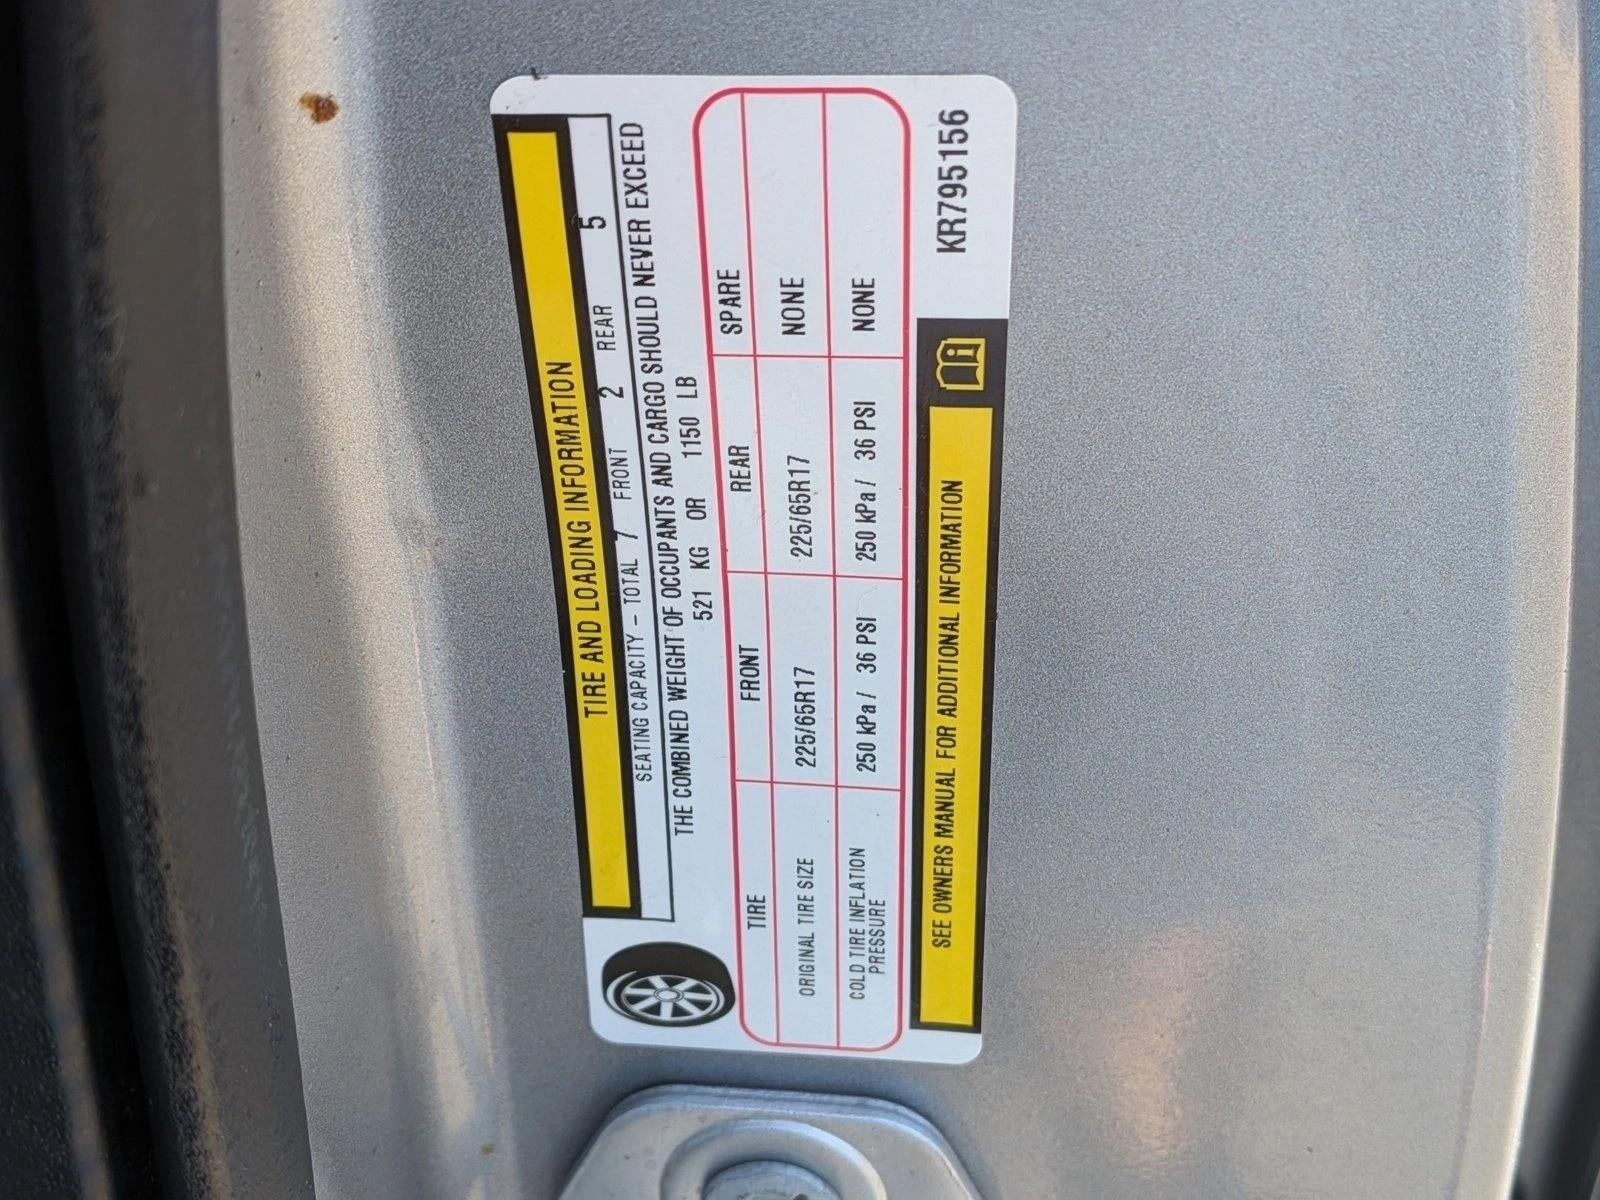 TIRE AND LOADING INFORMATION
SEATING CAPACITY - TOTAL 7 FRONT 2 REAR 5
THE COMBINED WEIGHT OF OCCUPANTS AND CARGO SHOULD NEVER EXCEED
521 KG OR 1150 LB
TIRE FRONT REAR SPARE
ORIGINAL TIRE SIZE 225/65R17 225/65R17 NONE
COLD TIRE INFLATION
PRESSURE 250 kPa/ 36 PSI 250 kPa/ 36 PSI NONE
SEE OWNERS MANUAL FOR ADDITIONAL INFORMATION
KR795156